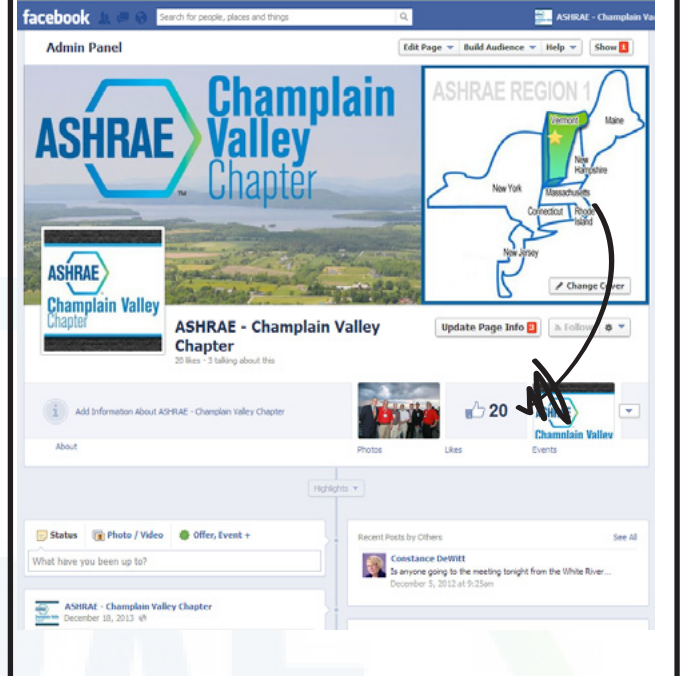 facebook
Search for people, places and things
ASHRAE - Champlain Va
Admin Panel
Edit Page
Build Audience
Help
Show 1
ASHRAE
Champlain
Valley
Chapter
TM
ASHRAE REGION 1
Vermont
Maine
New
Hampshire
New York
Massachusetts
Connecticut
Rhode
Island
New Jersey
Change Cover
ASHRAE
Champlain Valley
Chapter
ASHRAE - Champlain Valley
Chapter
20 likes · 3 talking about this
Update Page Info 3
Follow
Add Information About ASHRAE - Champlain Valley Chapter
20
ASHRAE
Champlain Valley
About
Photos
Likes
Events
Highlights
Status
Photo / Video
Offer, Event +
What have you been up to?
Recent Posts by Others
See All
Constance DeWitt
Is anyone going to the meeting tonight from the White River...
December 5, 2012 at 9:25am
ASHRAE - Champlain Valley Chapter
December 18, 2013